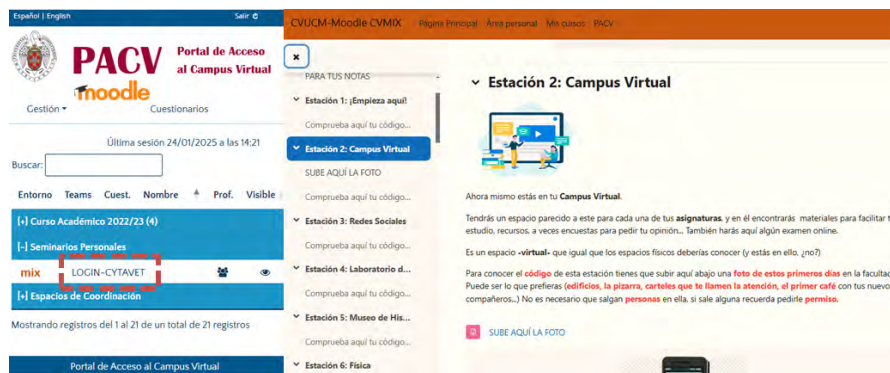 Español | English
Salir
PACV
Portal de Acceso
al Campus Virtual
moodle
Gestión
Cuestionarios
Última sesión 24/01/2025 a las 14:21
Buscar:
Entorno Teams Cuest. Nombre Prof. Visible
[+] Curso Académico 2022/23 (4)
[-] Seminarios Personales
mix LOGIN-CYTAVET
[+] Espacios de Coordinación
Mostrando registros del 1 al 21 de un total de 21 registros
Portal de Acceso al Campus Virtual
CVUCM-Moodle CVMIX Página Principal Área personal Mis cursos PACV
PARA TUS NOTAS
Estación 1: ¡Empieza aquí!
Comprueba aquí tu código...
Estación 2: Campus Virtual
SUBE AQUÍ LA FOTO
Comprueba aquí tu código...
Estación 3: Redes Sociales
Comprueba aquí tu código...
Estación 4: Laboratorio d...
Comprueba aquí tu código...
Estación 5: Museo de His...
Comprueba aquí tu código...
Estación 6: Física
Estación 2: Campus Virtual
Ahora mismo estás en tu Campus Virtual.
Tendrás un espacio parecido a este para cada una de tus asignaturas, y en él encontrarás materiales para facilitar t
estudio, recursos, a veces encuestas para pedir tu opinión... También harás aquí algún examen online.
Es un espacio -virtual- que igual que los espacios físicos deberías conocer (y estás en ello, ¿no?)
Para conocer el código de esta estación tienes que subir aquí abajo una foto de estos primeros días en la facultad
Puede ser lo que prefieras (edificios, la pizarra, carteles que te llamen la atención, el primer café con tus nuevo
compañeros...) No es necesario que salgan personas en ella, si sale alguna recuerda pedirle permiso.
SUBE AQUÍ LA FOTO